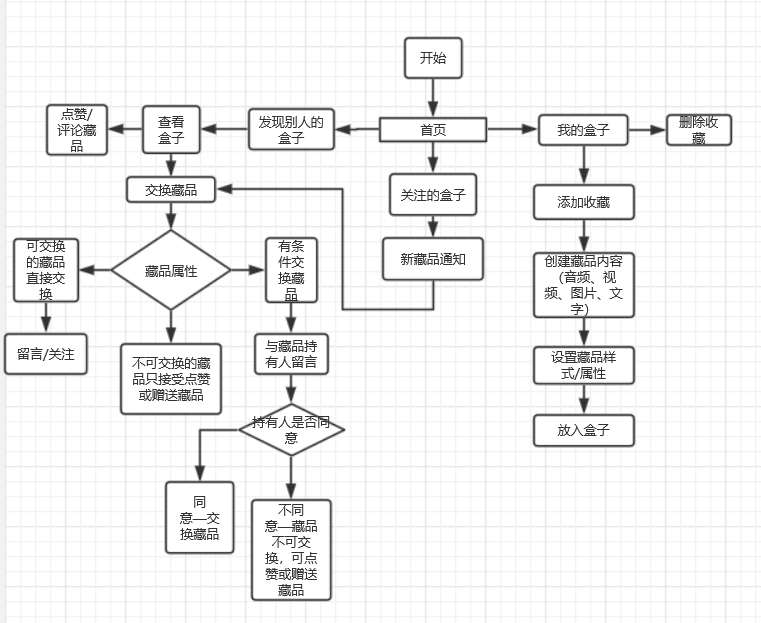 开始
点赞/
评论藏
品
查看
盒子
发现别人的
盒子
首页
我的盒子
删除收
藏
交换藏品
关注的盒子
添加收藏
可交换
的藏品
直接交
换
藏品属性
有条
件交
换藏
品
新藏品通知
创建藏品内容
（音频、视
频、图片、文
字）
留言/关注
不可交换的藏
品只接受点赞
或赠送藏品
与藏品持
有人留言
设置藏品样
式/属性
持有人是否同
意
放入盒子
同
意—交
换藏品
不同
意—藏品
不可交
换，可点
赞或赠送
藏品